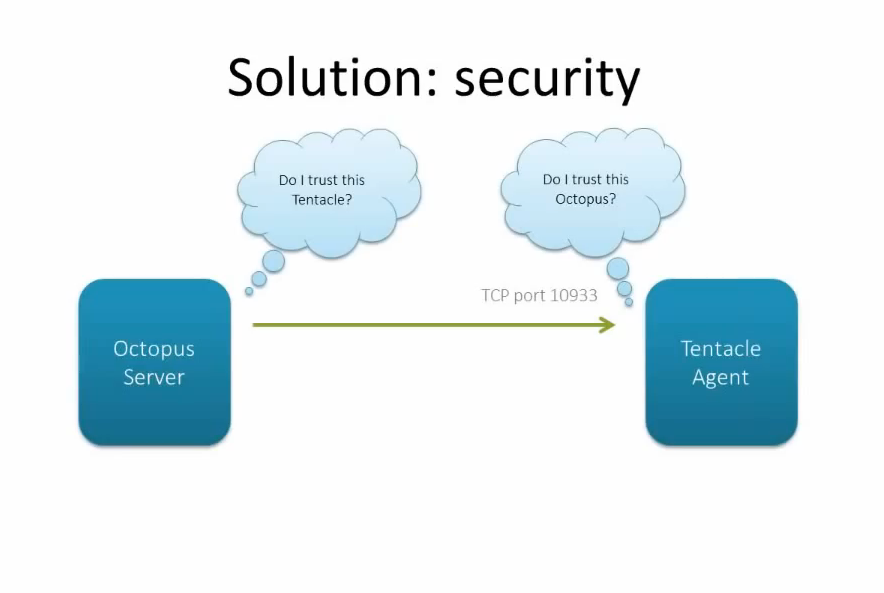 Solution: security
Do I trust this
Tentacle?
Do I trust this
Octopus?
TCP port 10933
Octopus
Server
Tentacle
Agent